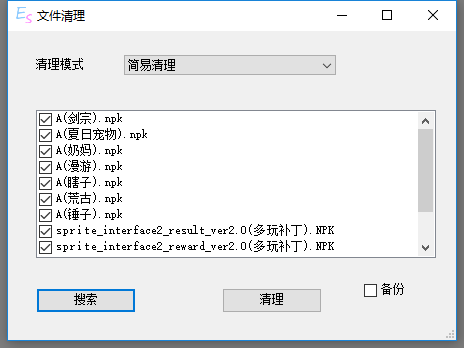 ES 文件清理
清理模式 简易清理
A(剑宗).npk
A(夏日宠物).npk
A(奶妈).npk
A(漫游).npk
A(瞎子).npk
A(荒古).npk
A(锤子).npk
sprite_interface2_result_ver2.0(多玩补丁).NPK
sprite_interface2_reward_ver2.0(多玩补丁).NPK
搜索 清理 备份